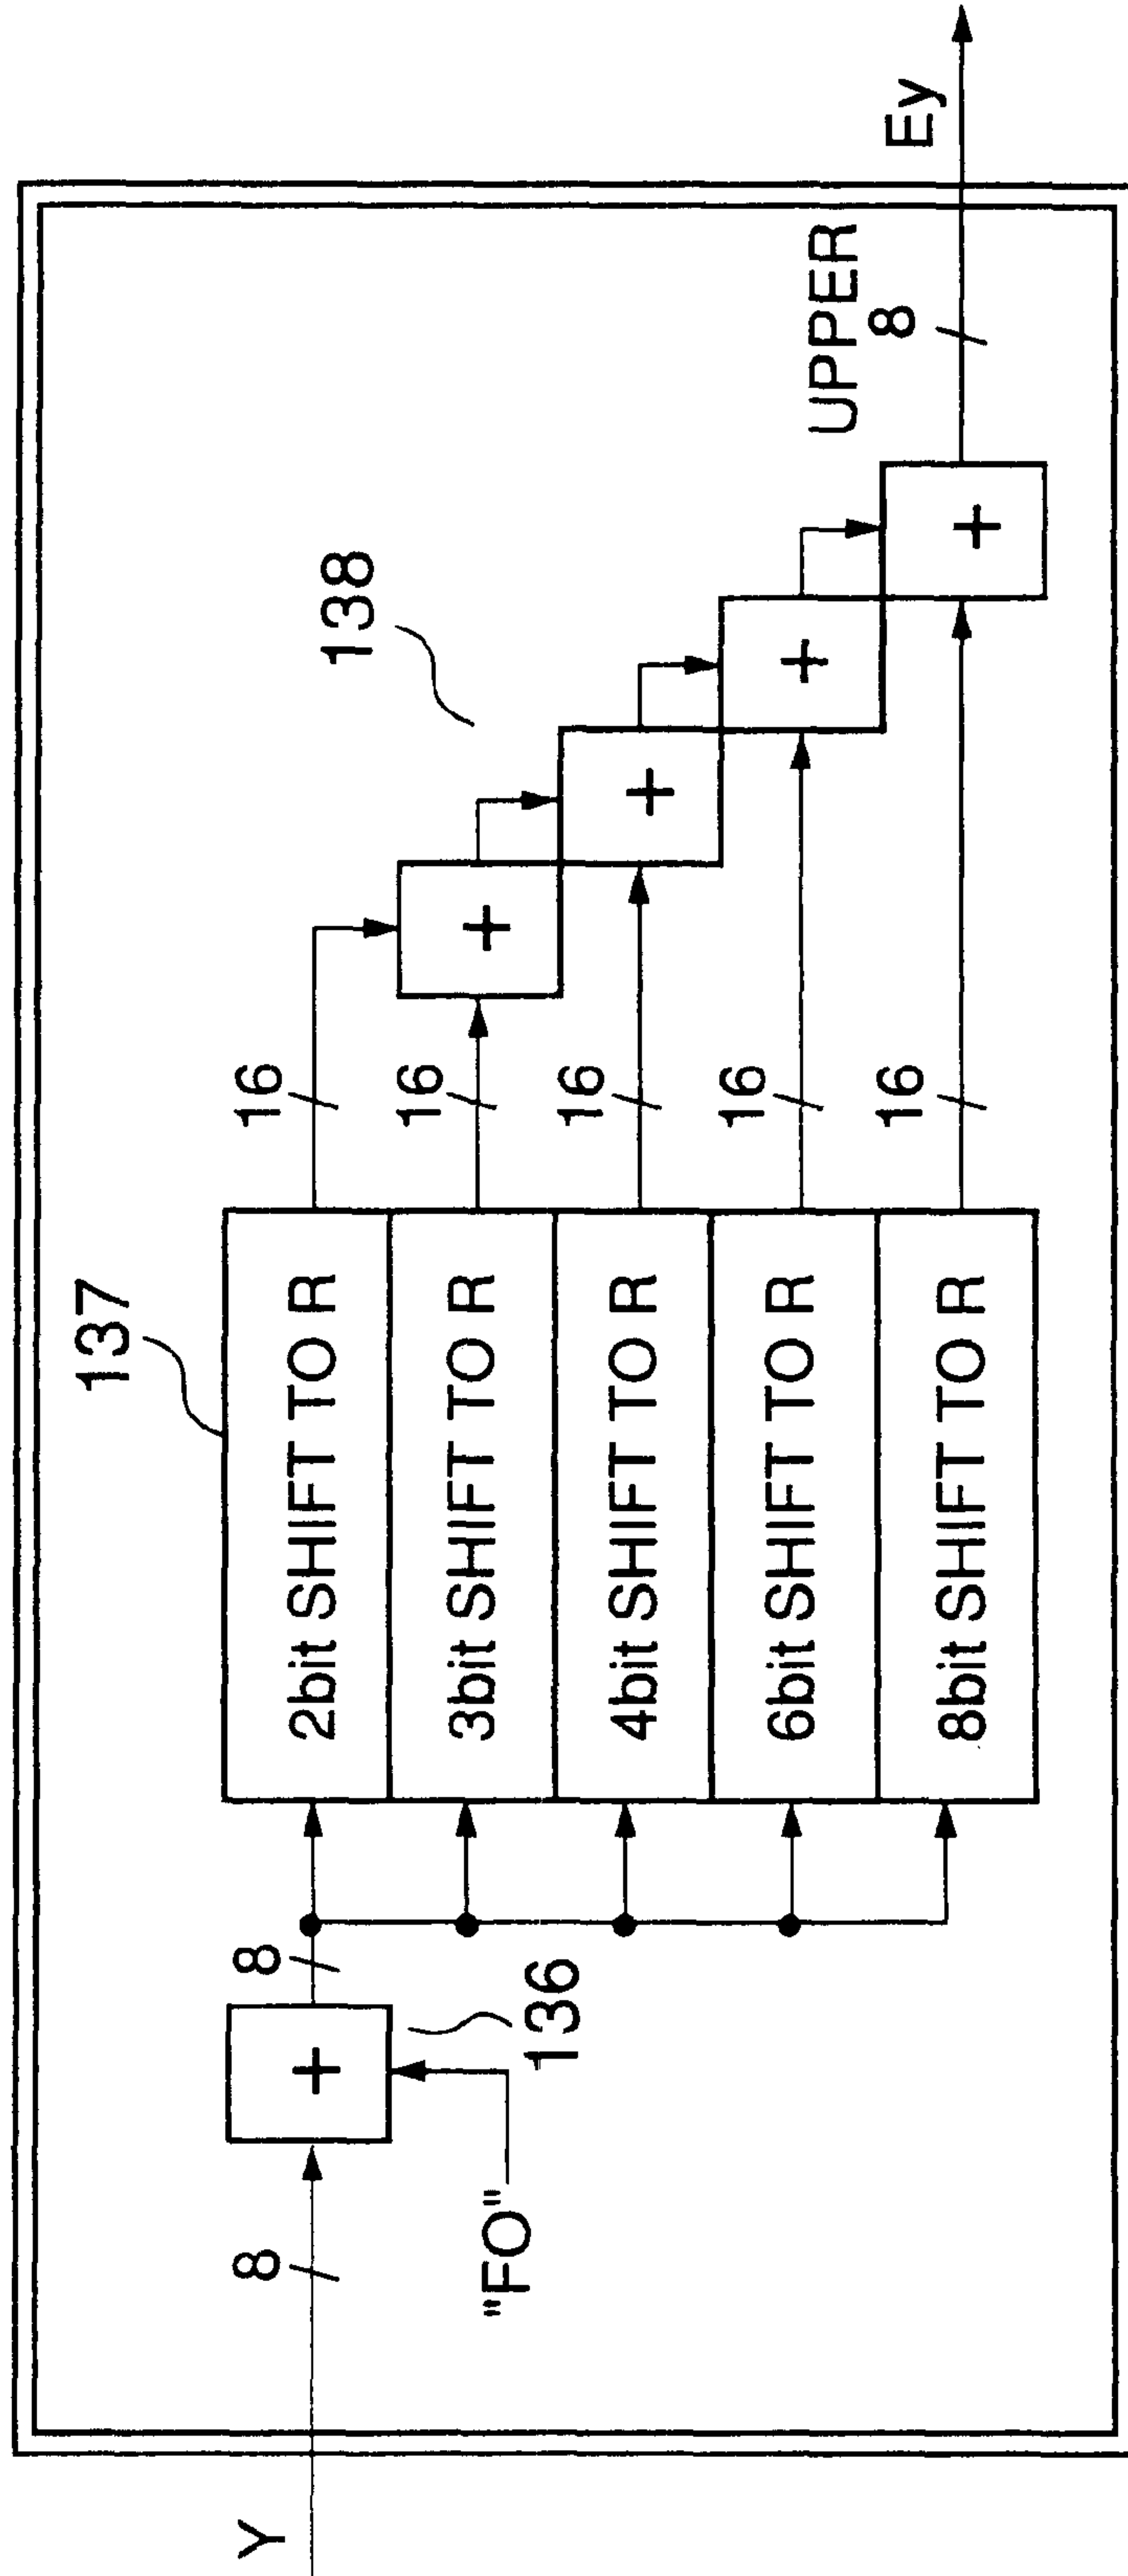 Y
8
"FO"
136
8
137
2bit SHIFT TO R
3bit SHIFT TO R
4bit SHIFT TO R
6bit SHIFT TO R
8bit SHIFT TO R
16
16
16
16
16
138
+
+
+
+
+
+
UPPER
8
Ey